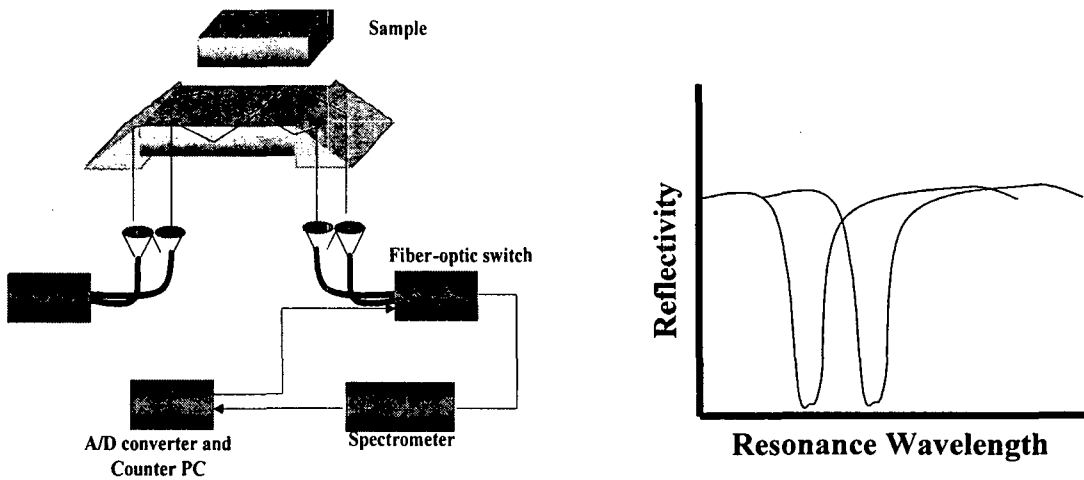 Sample
Fiber-optic switch
A/D converter and
Counter PC
Spectrometer
Reflectivity
Resonance Wavelength